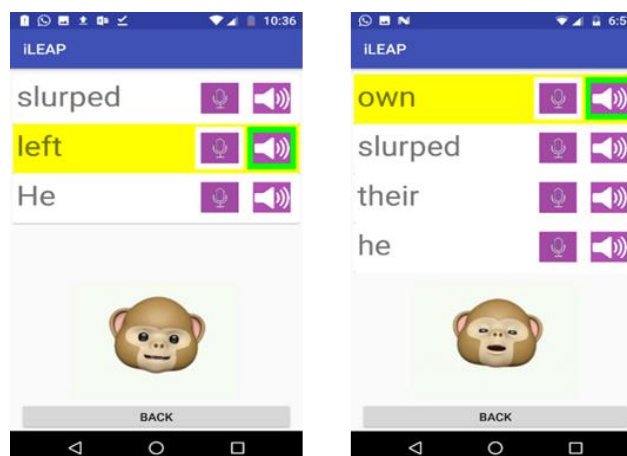 10:36
iLEAP
slurped
left
He
BACK
iLEAP
own
slurped
their
he
BACK